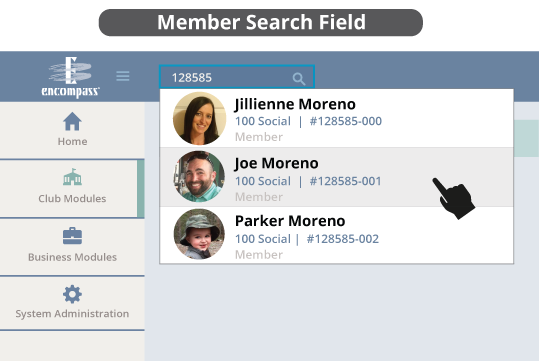 Member Search Field
encompass
128585
Jillienne Moreno
100 Social | #128585-000
Member
Joe Moreno
100 Social | #128585-001
Member
Parker Moreno
100 Social | #128585-002
Member
Home
Club Modules
Business Modules
System Administration